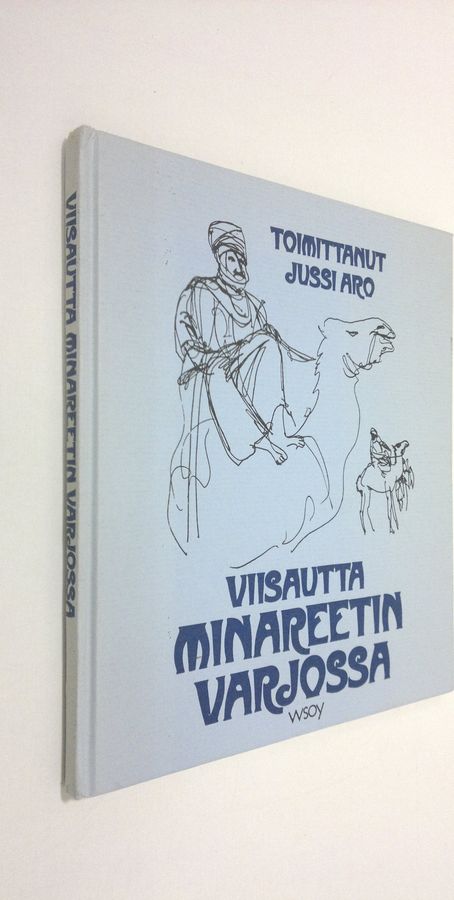 VIISAUTTA MINAREETIN VARJOSSA
TOIMITTANUT
JUSSI ARO
VIISAUTTA
MINAREETIN
VARJOSSA
WSOY